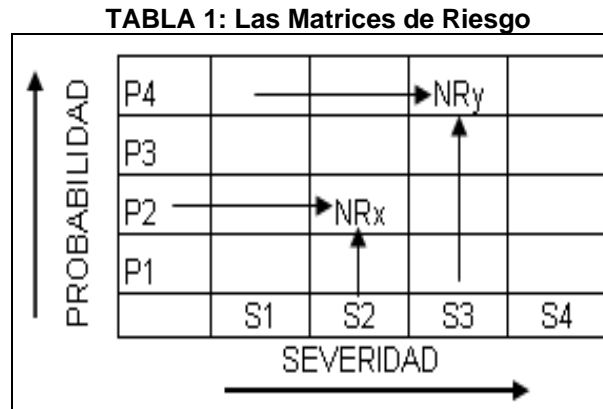 TABLA 1: Las Matrices de Riesgo
PROBABILIDAD
P4 NRy
P3
P2 NRx
P1
S1 S2 S3 S4
SEVERIDAD